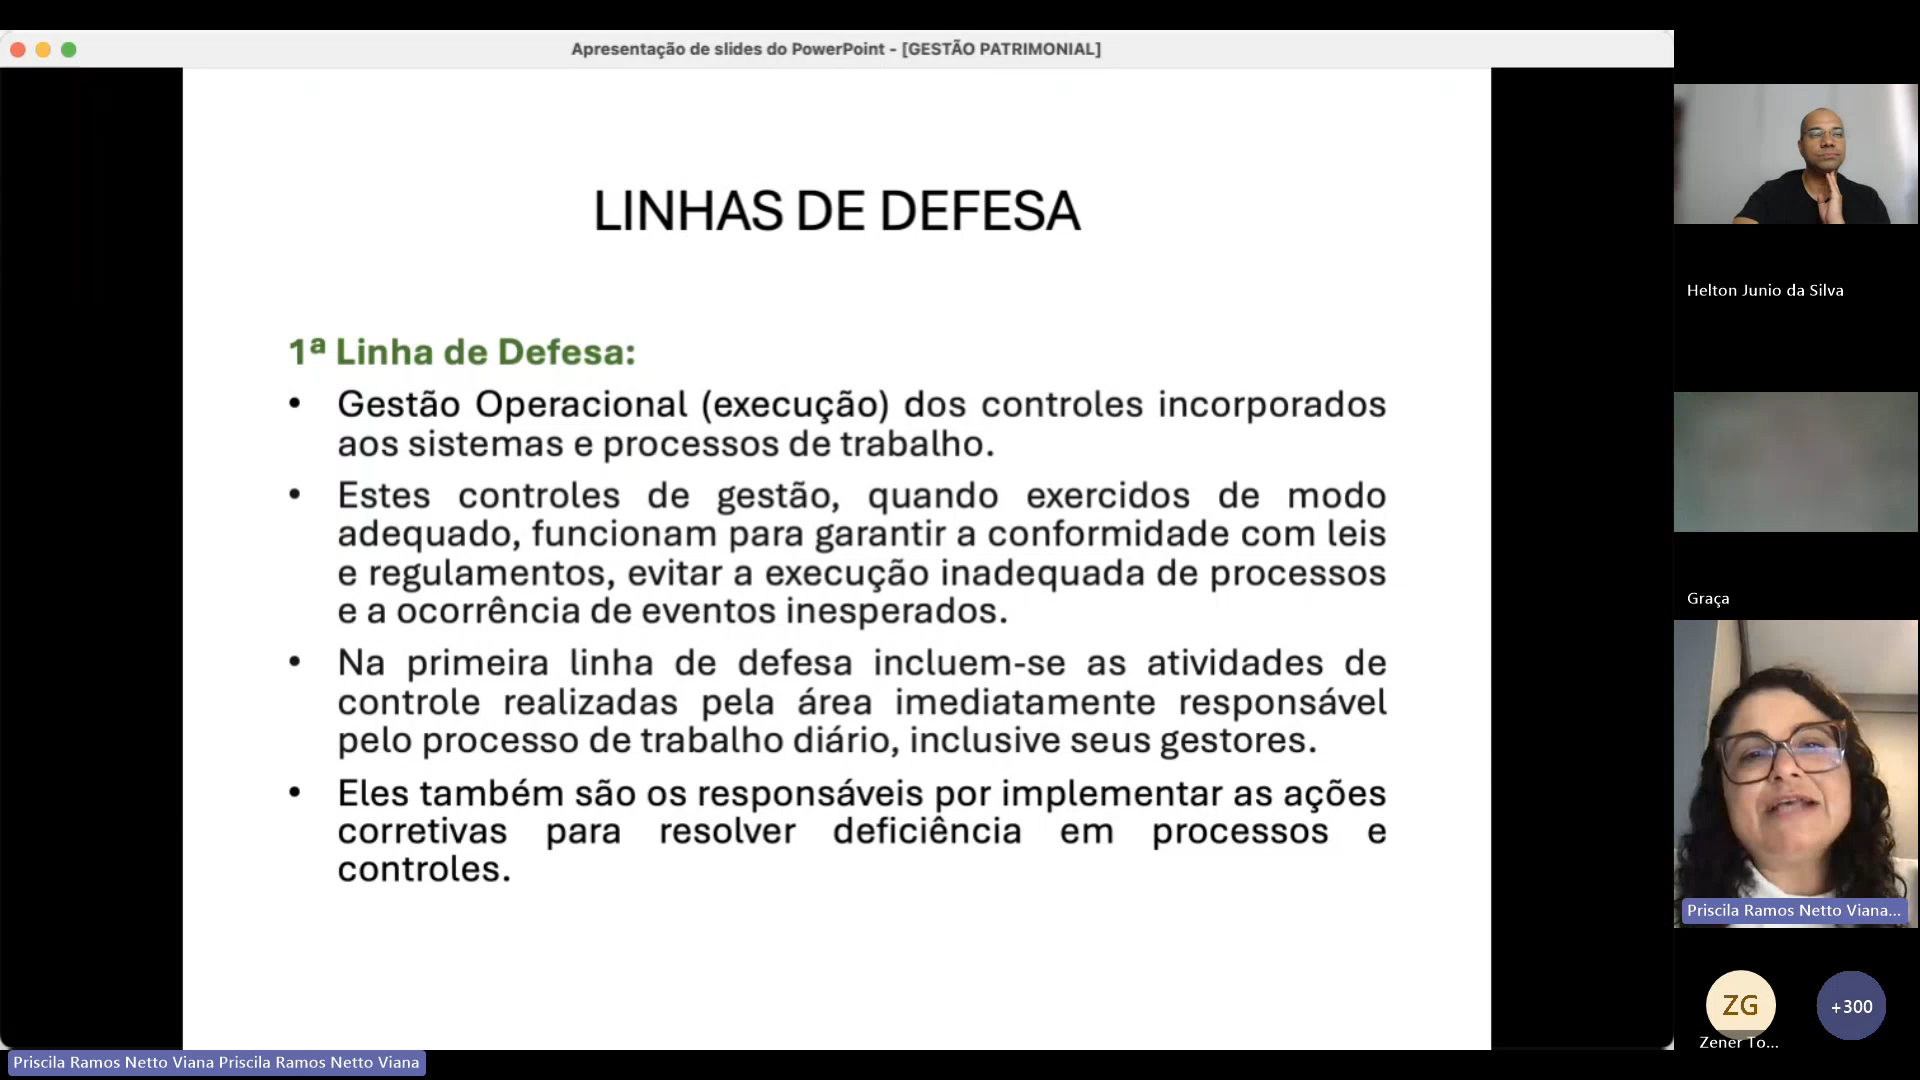 Apresentação de slides do PowerPoint - [GESTÃO PATRIMONIAL]
LINHAS DE DEFESA
1ª Linha de Defesa:
• Gestão Operacional (execução) dos controles incorporados
aos sistemas e processos de trabalho.
• Estes controles de gestão, quando exercidos de modo
adequado, funcionam para garantir a conformidade com leis
e regulamentos, evitar a execução inadequada de processos
e a ocorrência de eventos inesperados.
• Na primeira linha de defesa incluem-se as atividades de
controle realizadas pela área imediatamente responsável
pelo processo de trabalho diário, inclusive seus gestores.
• Eles também são os responsáveis por implementar as ações
corretivas para resolver deficiência em processos e
controles.
Helton Junio da Silva
Graça
Priscila Ramos Netto Viana...
ZG
+300
Zener To...
Priscila Ramos Netto Viana Priscila Ramos Netto Viana